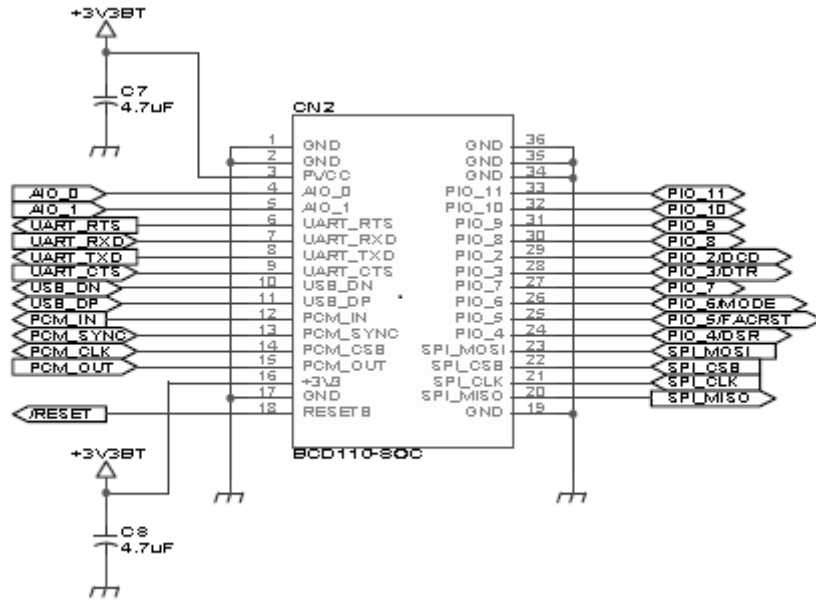 +3V3BT
C7
4.7uF
CN2
1 GND GND 36
2 GND GND 35
3 PVCC GND 34
AIO_0 4 AIO_0 PIO_11 33 PIO_11
AIO_1 5 AIO_1 PIO_10 32 PIO_10
UART_RTS 6 UART_RTS PIO_9 31 PIO_9
UART_RXD 7 UART_RXD PIO_8 30 PIO_8
UART_TXD 8 UART_TXD PIO_2 29 PIO_2/DCD
UART_CTS 9 UART_CTS PIO_3 28 PIO_3/DTR
USB_DN 10 USB_DN PIO_7 27 PIO_7
USB_DP 11 USB_DP PIO_6 26 PIO_6/MODE
PCM_IN 12 PCM_IN PIO_5 25 PIO_5/FACRST
PCM_SYNC 13 PCM_SYNC PIO_4 24 PIO_4/DSR
PCM_CLK 14 PCM_CSB SPI_MOSI 23 SPI_MOSI
PCM_OUT 15 PCM_OUT SPI_CSB 22 SPI_CSB
16 +3V3 SPI_CLK 21 SPI_CLK
17 GND SPI_MISO 20 SPI_MISO
/RESET 18 RESETB GND 19
BCD110-SOC
+3V3BT
C8
4.7uF